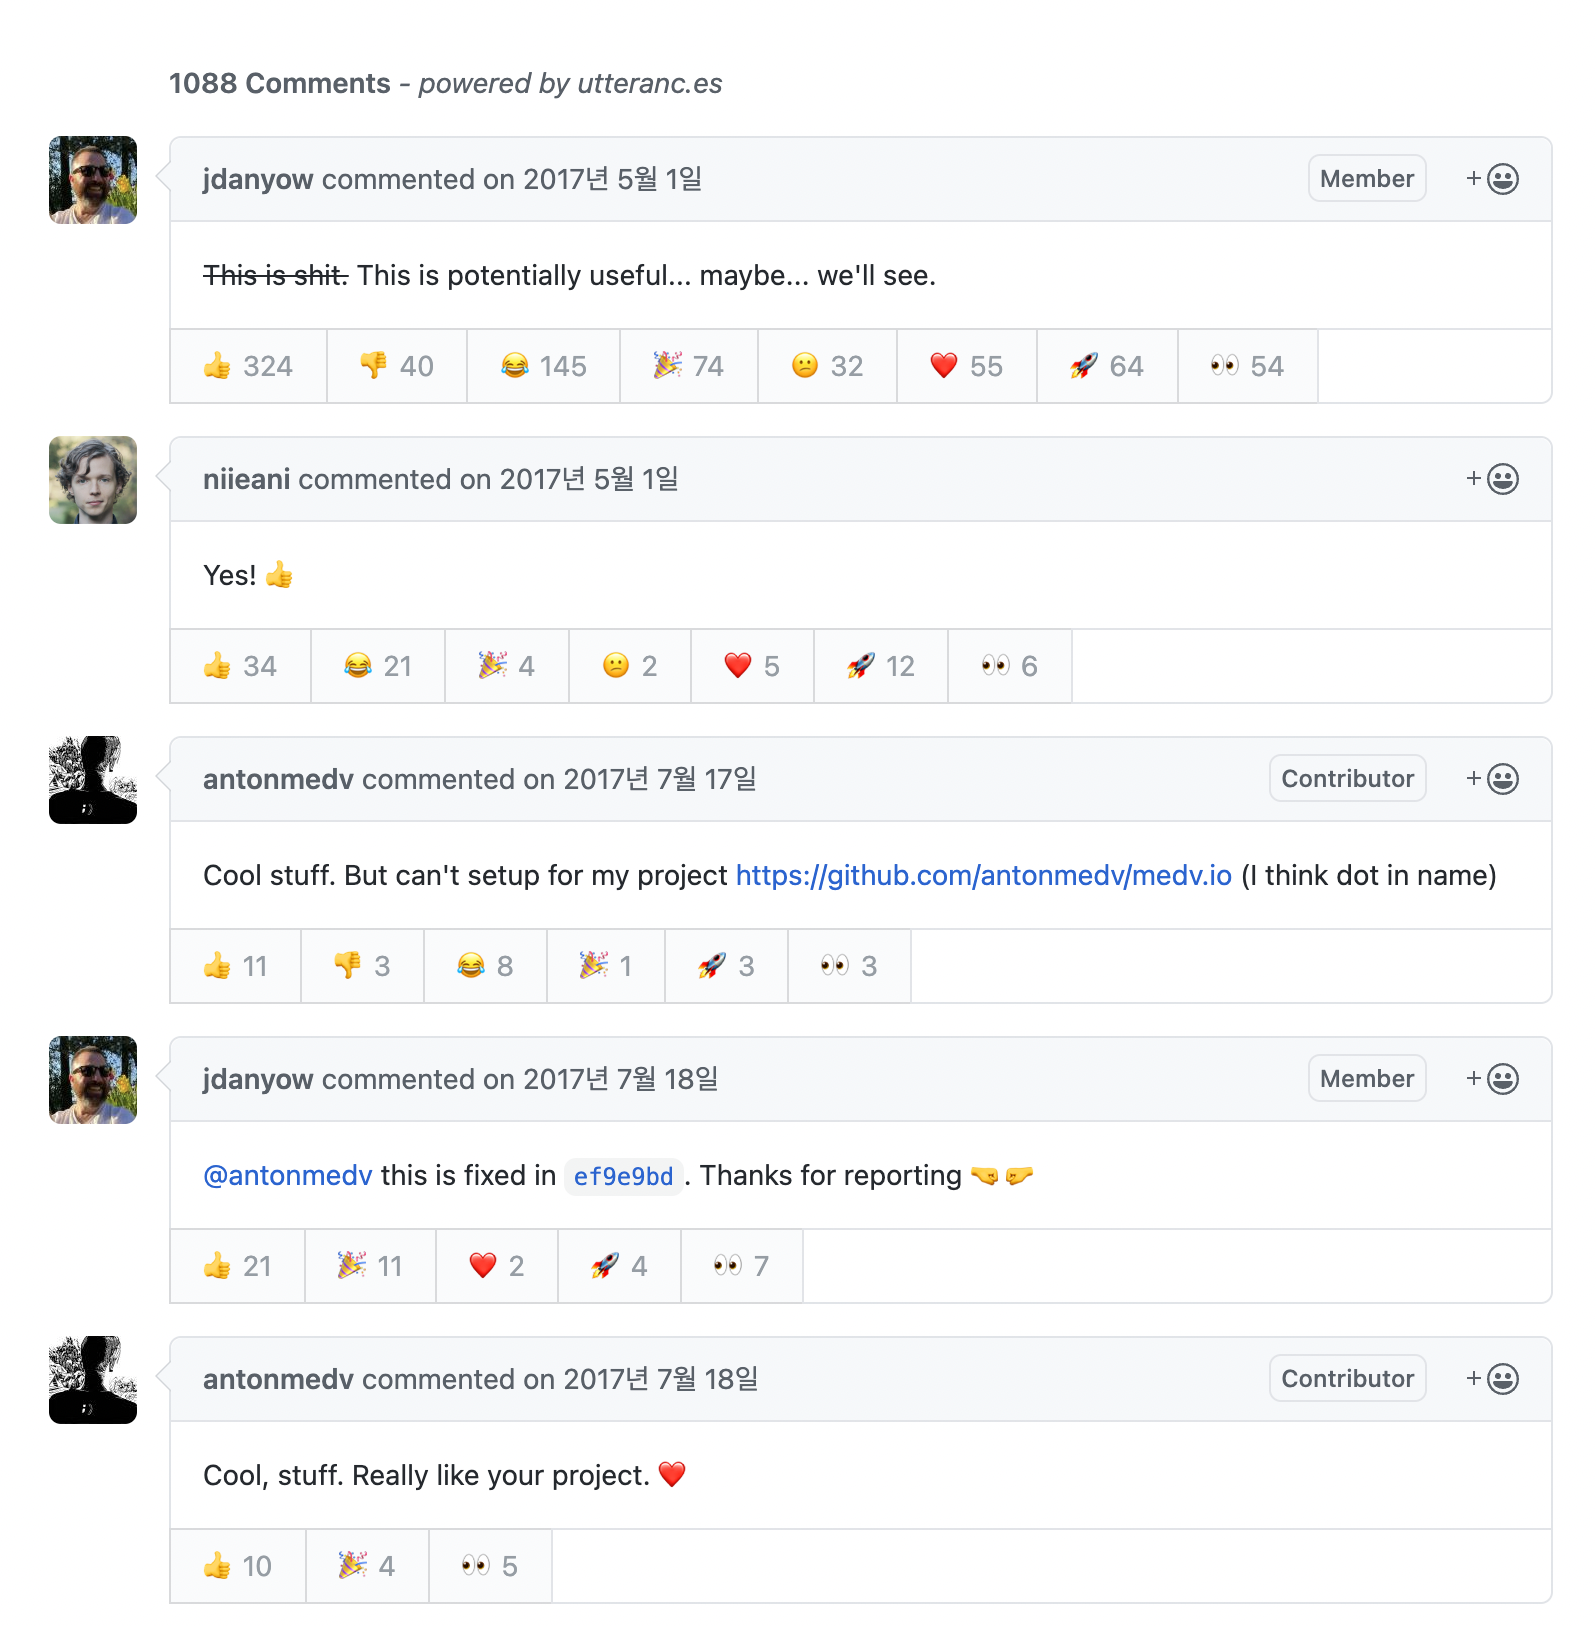 1088 Comments - powered by utteranc.es
jdanyow commented on 2017년 5월 1일 Member +
This is shit. This is potentially useful... maybe... we'll see.
👍 324 👎 40 😂 145 🎉 74 😕 32 ❤️ 55 🚀 64 👀 54
niieani commented on 2017년 5월 1일 +
Yes! 👍
👍 34 😂 21 🎉 4 😕 2 ❤️ 5 🚀 12 👀 6
antonmedv commented on 2017년 7월 17일 Contributor +
Cool stuff. But can't setup for my project https://github.com/antonmedv/medv.io (I think dot in name)
👍 11 👎 3 😂 8 🎉 1 🚀 3 👀 3
jdanyow commented on 2017년 7월 18일 Member +
@antonmedv this is fixed in ef9e9bd. Thanks for reporting 🤜🤛
👍 21 🎉 11 ❤️ 2 🚀 4 👀 7
antonmedv commented on 2017년 7월 18일 Contributor +
Cool, stuff. Really like your project. ❤️
👍 10 🎉 4 👀 5